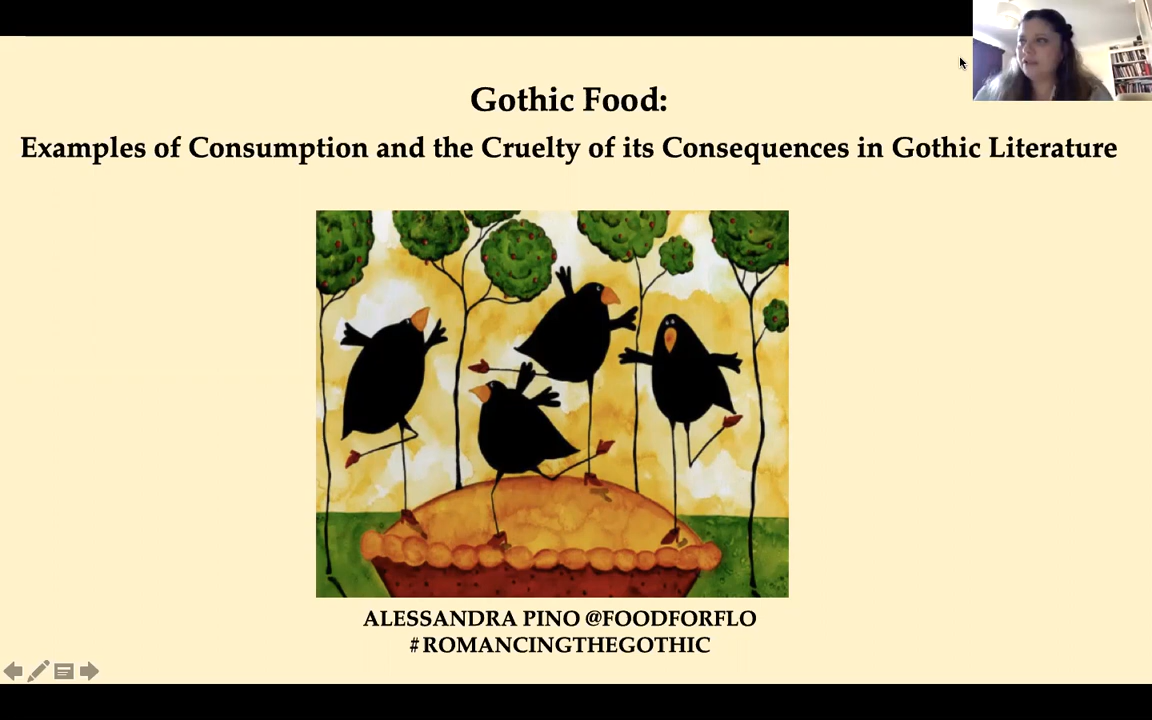 Gothic Food:
Examples of Consumption and the Cruelty of its Consequences in Gothic Literature
ALESSANDRA PINO @FOODFORFLO
#ROMANCINGTHEGOTHIC